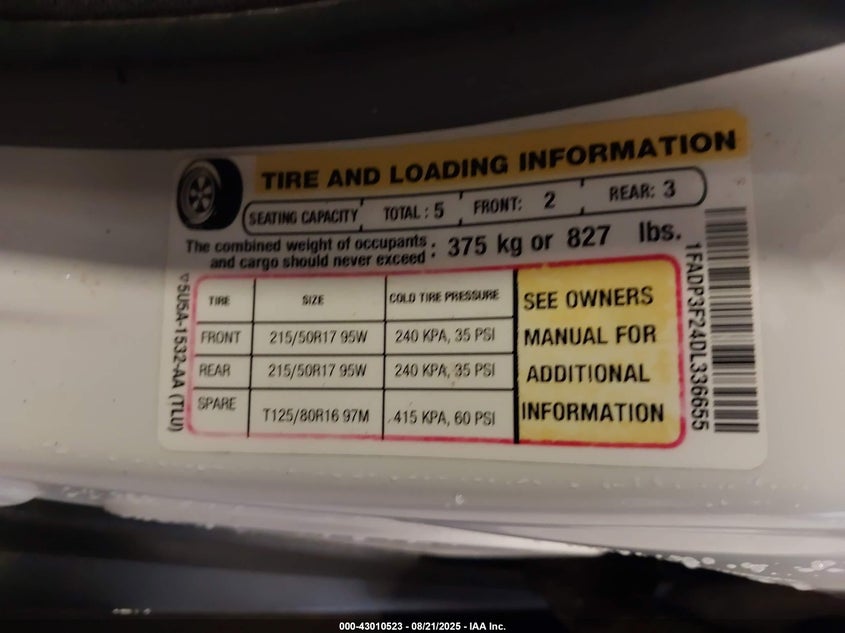 TIRE AND LOADING INFORMATION
SEATING CAPACITY TOTAL : 5 FRONT: 2 REAR: 3
The combined weight of occupants
and cargo should never exceed : 375 kg or 827 lbs.
TIRE SIZE COLD TIRE PRESSURE
FRONT 215/50R17 95W 240 KPA, 35 PSI
REAR 215/50R17 95W 240 KPA, 35 PSI
SPARE T125/80R16 97M 415 KPA, 60 PSI
SEE OWNERS
MANUAL FOR
ADDITIONAL
INFORMATION
5U5A-1532-AA (TLU)
1FADP3F24DL336655
000-43010523 - 08/21/2025 - IAA Inc.